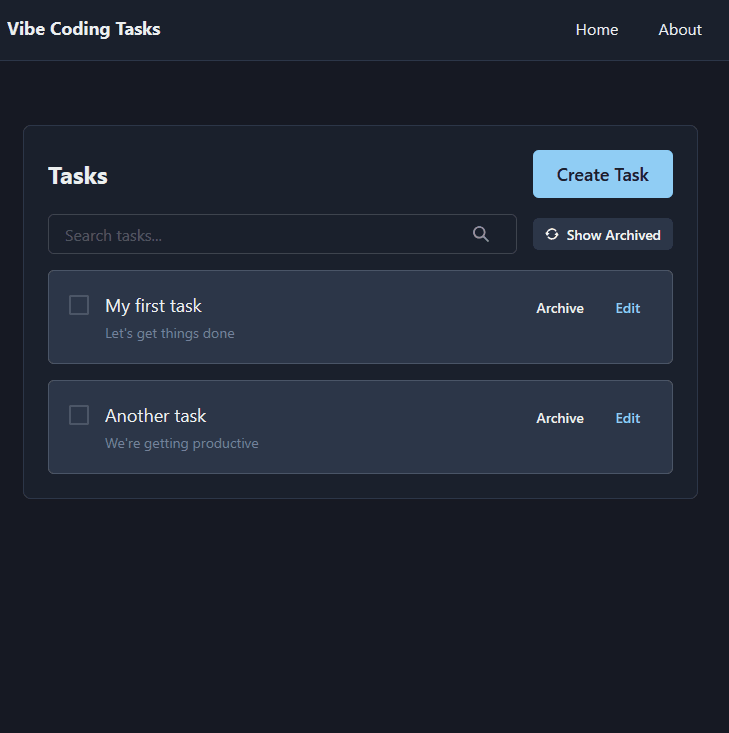 Vibe Coding Tasks Home About
Tasks Create Task
Search tasks... Show Archived
My first task Archive Edit
Let's get things done
Another task Archive Edit
We're getting productive